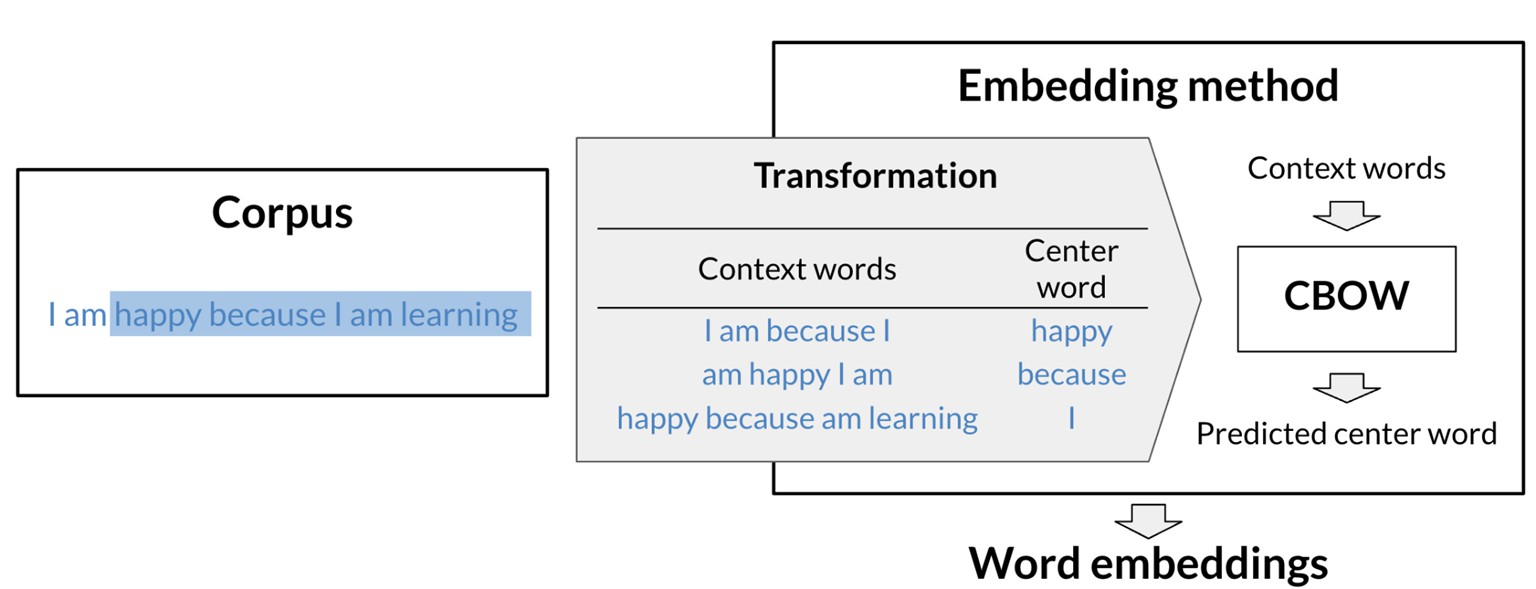 Corpus
I am happy because I am learning
Embedding method
Transformation
Context words
Center
word
I am because I
happy
am happy I am
because
happy because am learning
I
Context words
CBOW
Predicted center word
Word embeddings